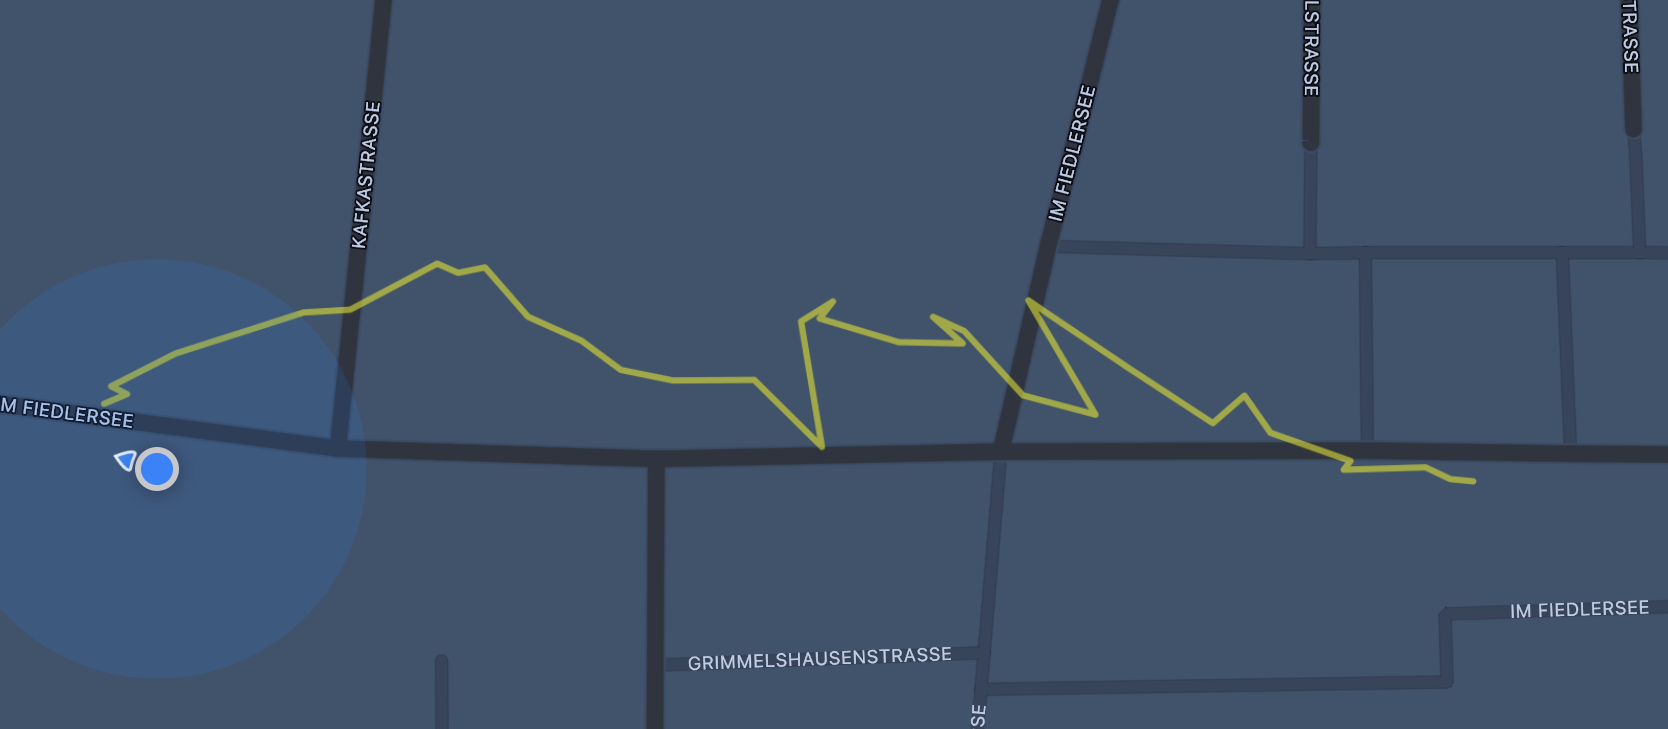 LSTRASSE
TRASSE
KAFKASTRASSE
IM FIEDLERSEE
M FIEDLERSEE
IM FIEDLERSEE
GRIMMELSHAUSENSTRASSE
SE